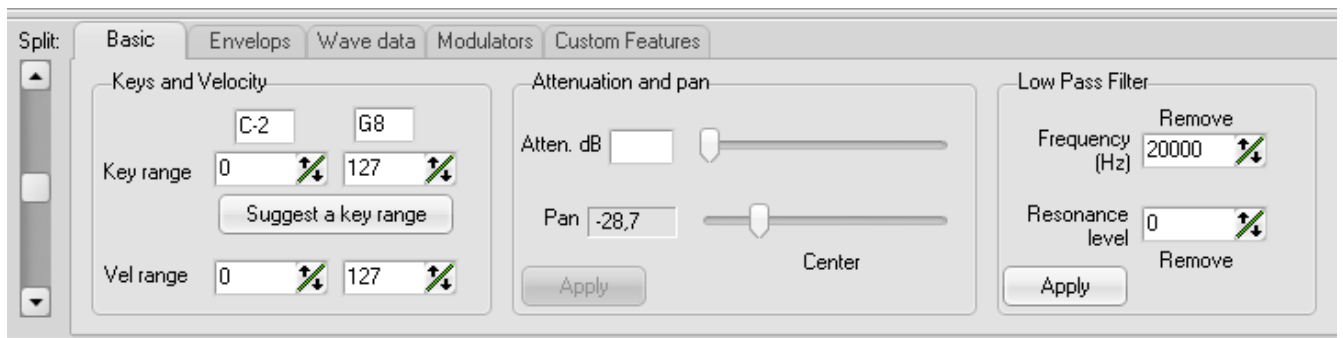 Split:
Basic
Envelops
Wave data
Modulators
Custom Features
Keys and Velocity
C-2
G8
Key range
0
127
Suggest a key range
Vel range
0
127
Attenuation and pan
Atten. dB
Pan
-28,7
Center
Apply
Low Pass Filter
Remove
Frequency
(Hz)
20000
Resonance
level
0
Remove
Apply